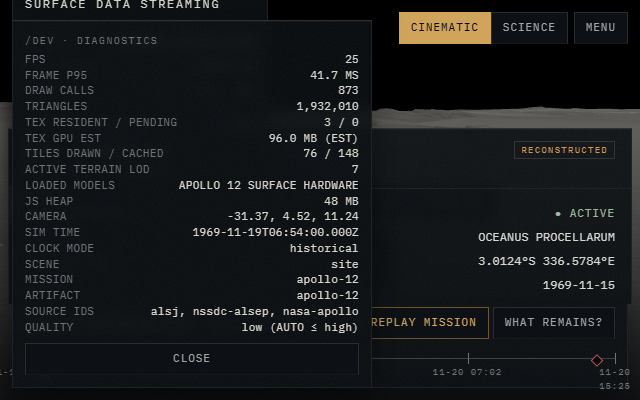 SURFACE DATA STREAMING
CINEMATIC SCIENCE MENU
/DEV · DIAGNOSTICS
FPS 25
FRAME P95 41.7 MS
DRAW CALLS 873
TRIANGLES 1,932,010
TEX RESIDENT / PENDING 3 / 0
TEX GPU EST 96.0 MB (EST)
TILES DRAWN / CACHED 76 / 148
ACTIVE TERRAIN LOD 7
LOADED MODELS APOLLO 12 SURFACE HARDWARE
JS HEAP 48 MB
CAMERA -31.37, 4.52, 11.24
SIM TIME 1969-11-19T06:54:00.000Z
CLOCK MODE historical
SCENE site
MISSION apollo-12
ARTIFACT apollo-12
SOURCE IDS alsj, nssdc-alsep, nasa-apollo
QUALITY low (AUTO ≤ high)
CLOSE
RECONSTRUCTED
● ACTIVE
OCEANUS PROCELLARUM
3.0124°S 336.5784°E
1969-11-15
REPLAY MISSION WHAT REMAINS?
11-20 07:02
11-20
15:25